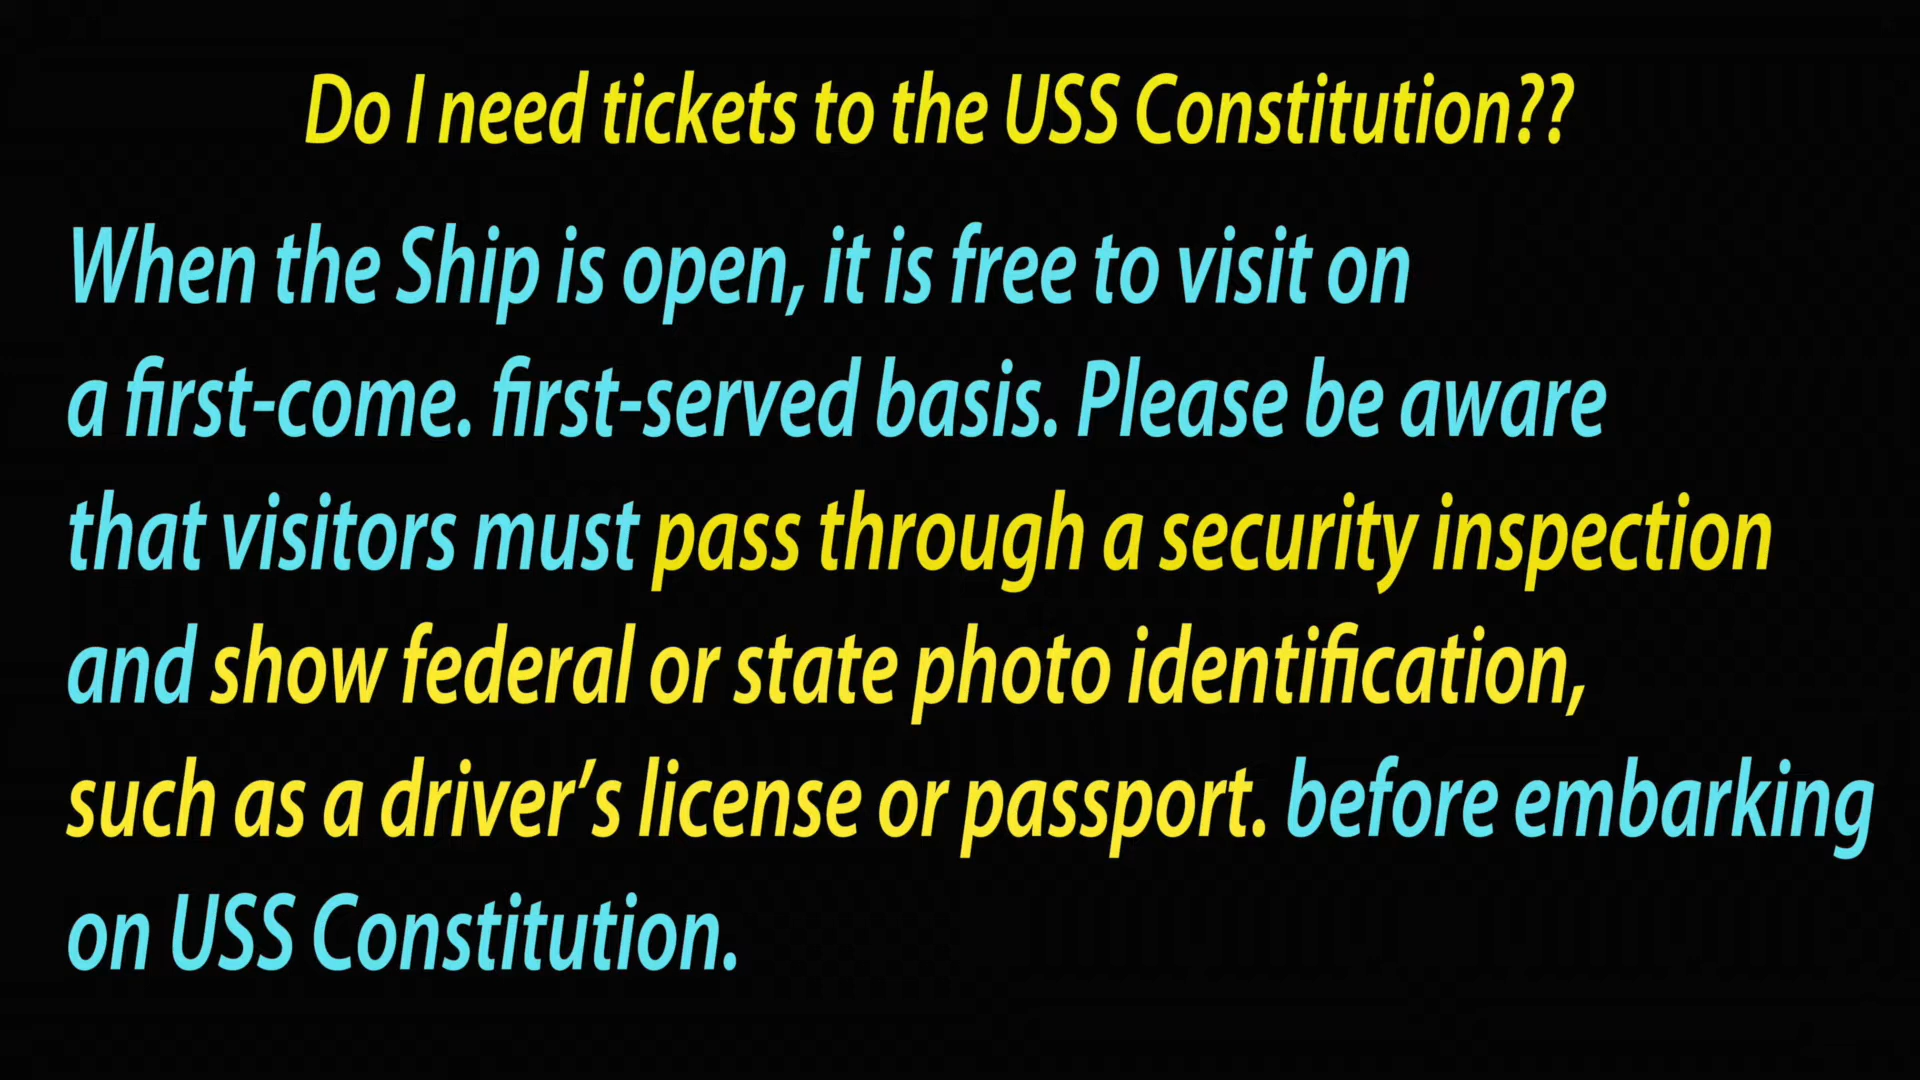 Do I need tickets to the USS Constitution??
When the Ship is open, it is free to visit on
a first-come. first-served basis. Please be aware
that visitors must pass through a security inspection
and show federal or state photo identification,
such as a driver’s license or passport. before embarking
on USS Constitution.